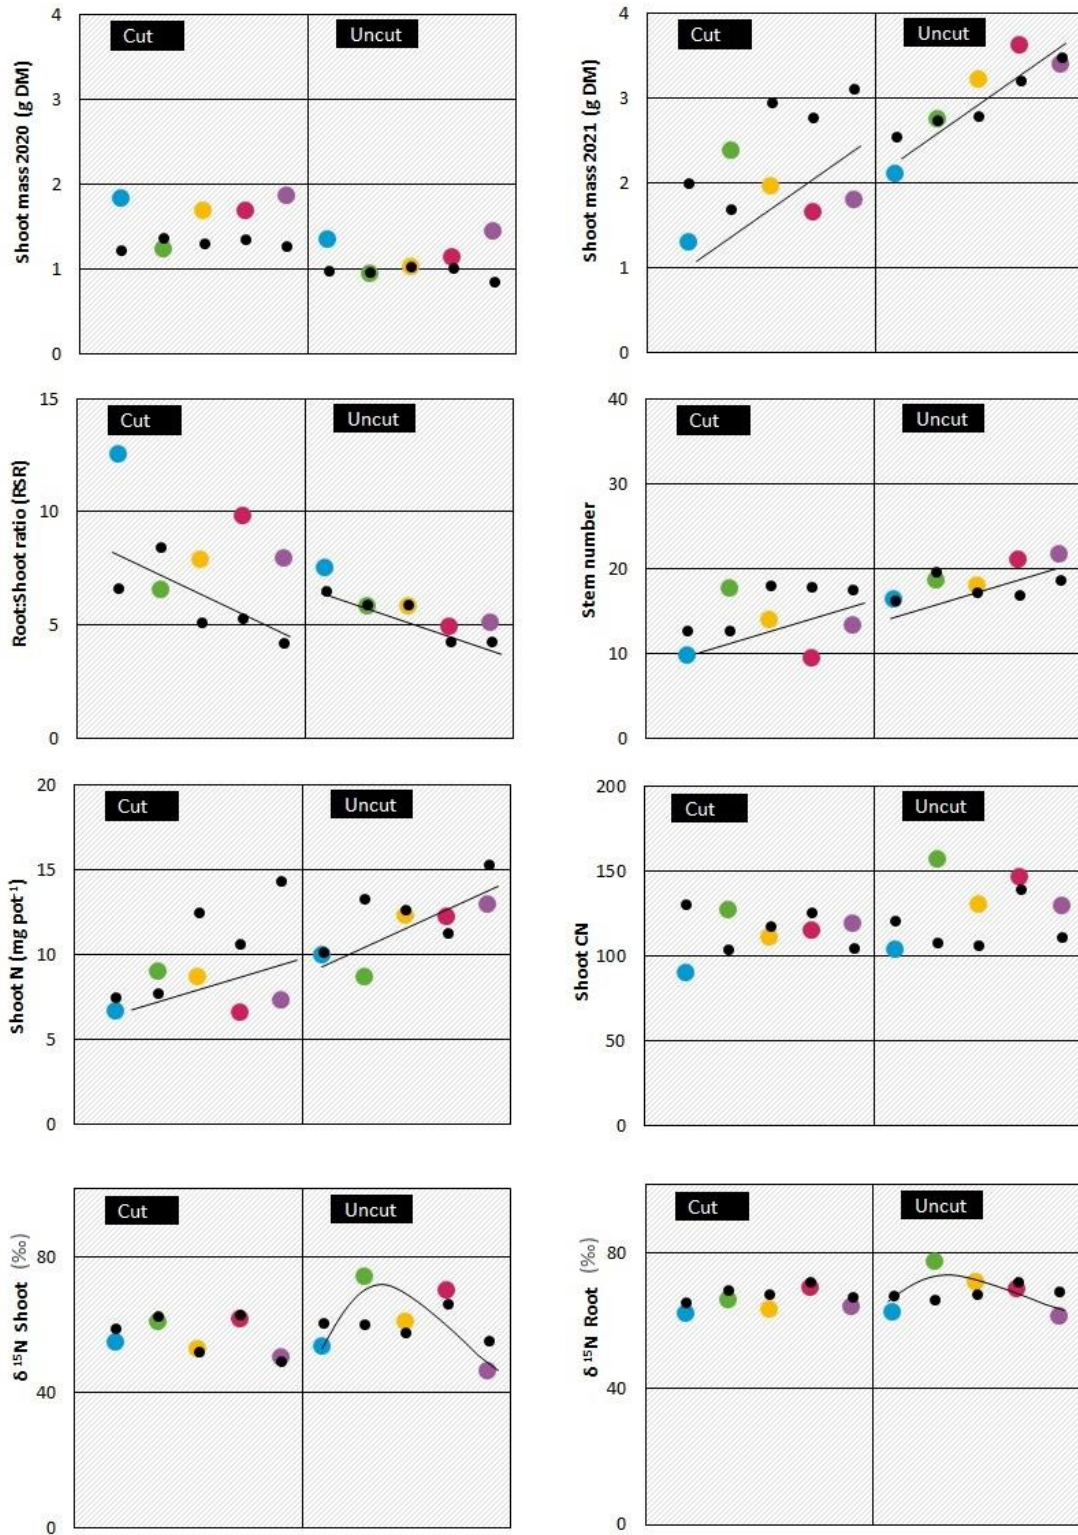 4
3
2
1
0
Shoot mass 2020 (g DM)
Cut
Uncut
4
3
2
1
0
Shoot mass 2021 (g DM)
Cut
Uncut
15
10
5
0
Root:Shoot ratio (RSR)
Cut
Uncut
40
30
20
10
0
Stem number
Cut
Uncut
20
15
10
5
0
Shoot N (mg pot⁻¹)
Cut
Uncut
200
150
100
50
0
Shoot CN
Cut
Uncut
80
40
0
δ ¹⁵N Shoot (‰)
Cut
Uncut
80
40
0
δ ¹⁵N Root (‰)
Cut
Uncut